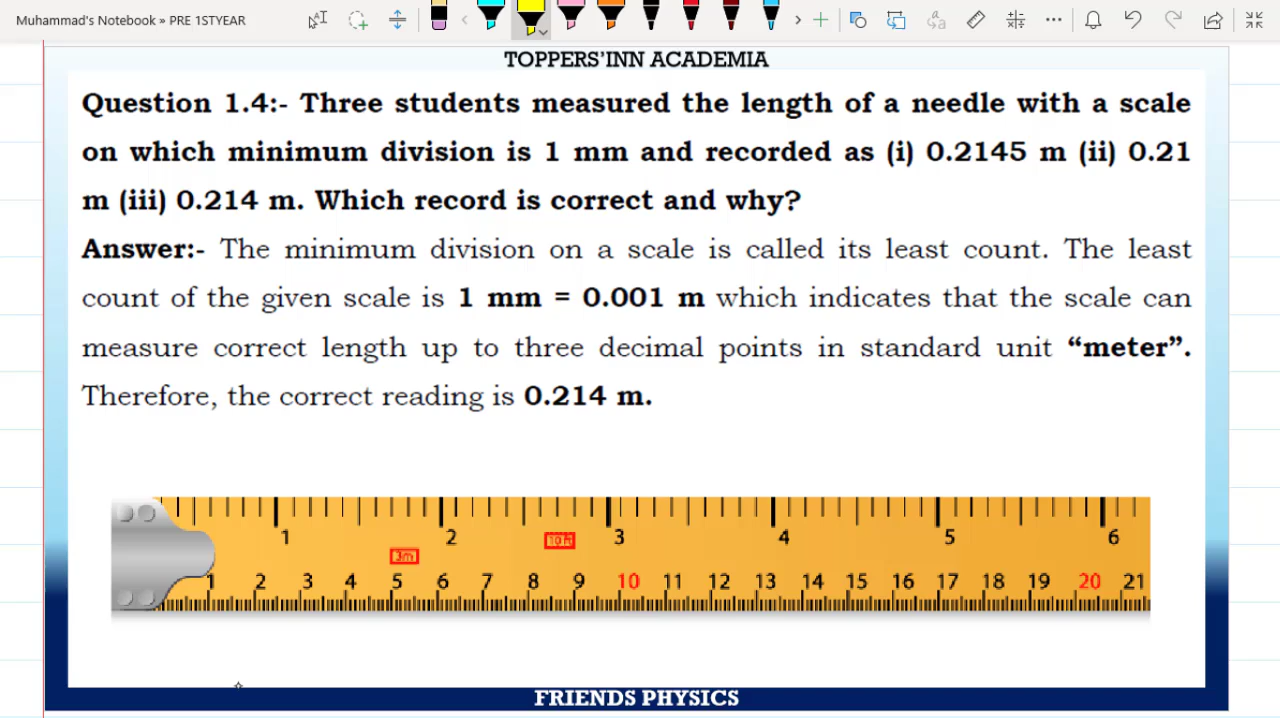 Muhammad's Notebook » PRE 1STYEAR
TOPPERS'INN ACADEMIA
Question 1.4:- Three students measured the length of a needle with a scale
on which minimum division is 1 mm and recorded as (i) 0.2145 m (ii) 0.21
m (iii) 0.214 m. Which record is correct and why?
Answer:- The minimum division on a scale is called its least count. The least
count of the given scale is 1 mm = 0.001 m which indicates that the scale can
measure correct length up to three decimal points in standard unit “meter”.
Therefore, the correct reading is 0.214 m.
1 2 3 4 5 6
3m 10ft
1 2 3 4 5 6 7 8 9 10 11 12 13 14 15 16 17 18 19 20 21
FRIENDS PHYSICS